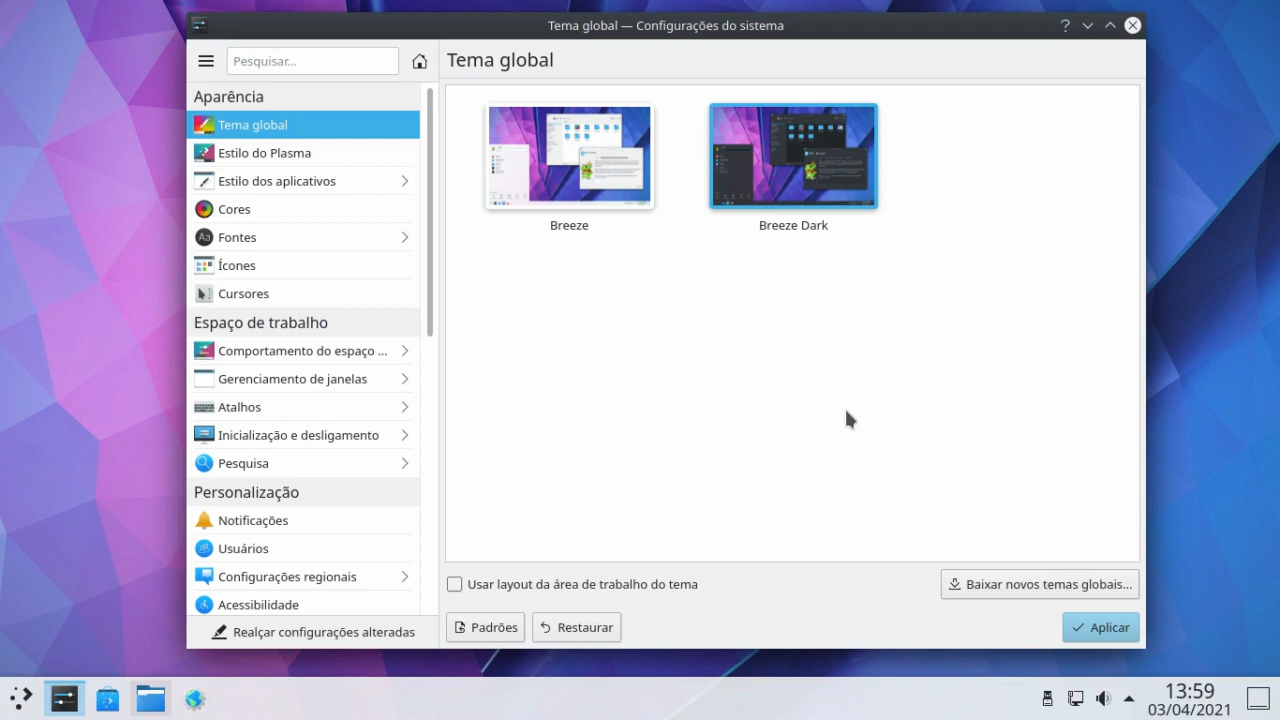 Tema global — Configurações do sistema
Pesquisar...
Tema global
Aparência
Tema global
Estilo do Plasma
Estilo dos aplicativos
Cores
Fontes
Ícones
Cursores
Espaço de trabalho
Comportamento do espaço ...
Gerenciamento de janelas
Atalhos
Inicialização e desligamento
Pesquisa
Personalização
Notificações
Usuários
Configurações regionais
Acessibilidade
Realçar configurações alteradas
Breeze
Breeze Dark
Usar layout da área de trabalho do tema
Baixar novos temas globais...
Padrões
Restaurar
Aplicar
13:59
03/04/2021